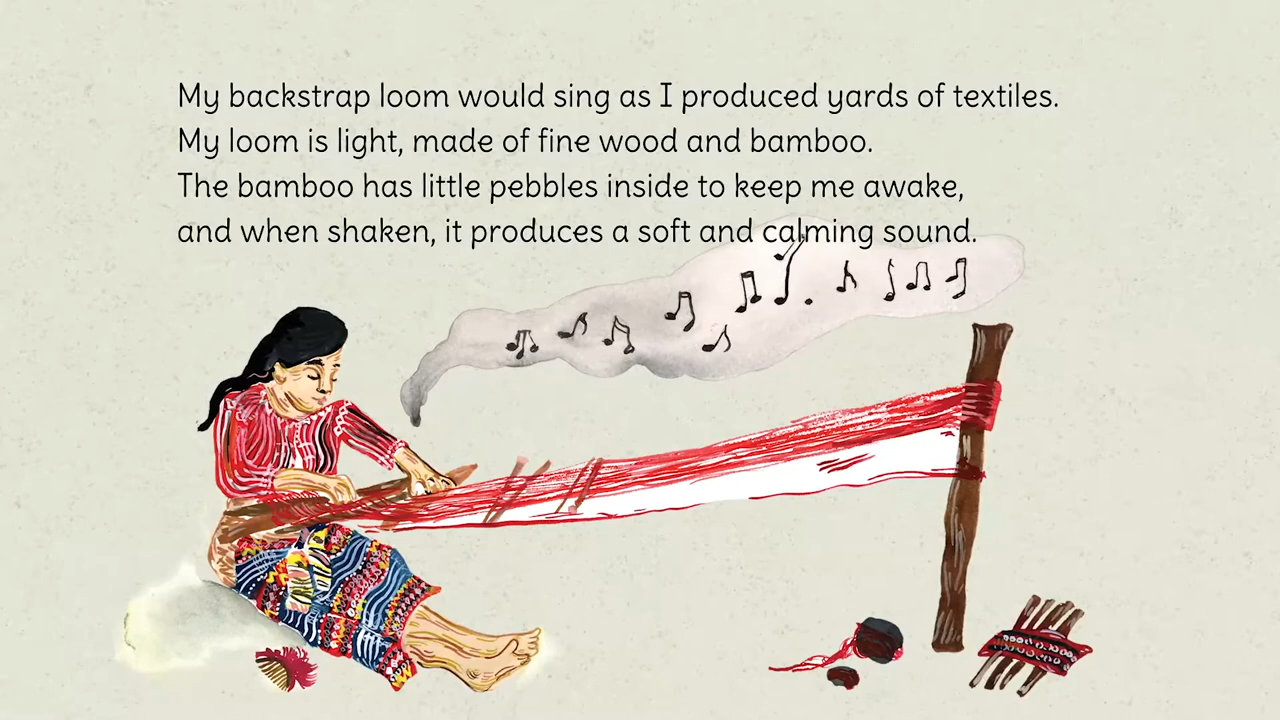 My backstrap loom would sing as I produced yards of textiles.
My loom is light, made of fine wood and bamboo.
The bamboo has little pebbles inside to keep me awake,
and when shaken, it produces a soft and calming sound.